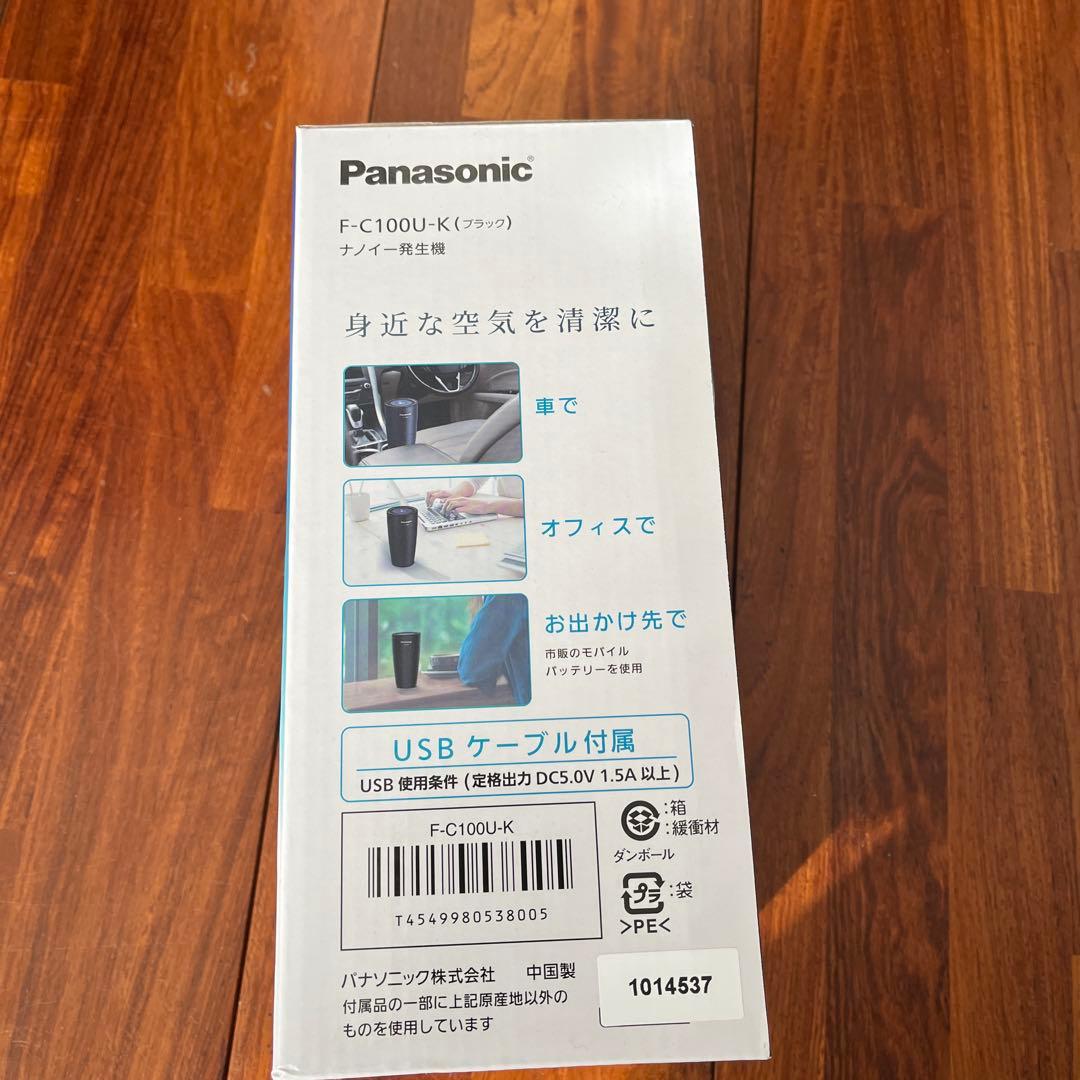 Panasonic®
F-C100U-K(ブラック)
ナノイー発生機
身近な空気を清潔に
車で
Panasonic
オフィスで
Panasonic
お出かけ先で
市販のモバイル
バッテリーを使用
USB ケーブル付属
USB 使用条件 (定格出力 DC5.0V 1.5A 以上)
F-C100U-K
T4549980538005
:箱
:緩衝材
ダンボール
プラ
:袋
>PE<
パナソニック株式会社 中国製
付属品の一部に上記原産地以外の
ものを使用しています
1014537